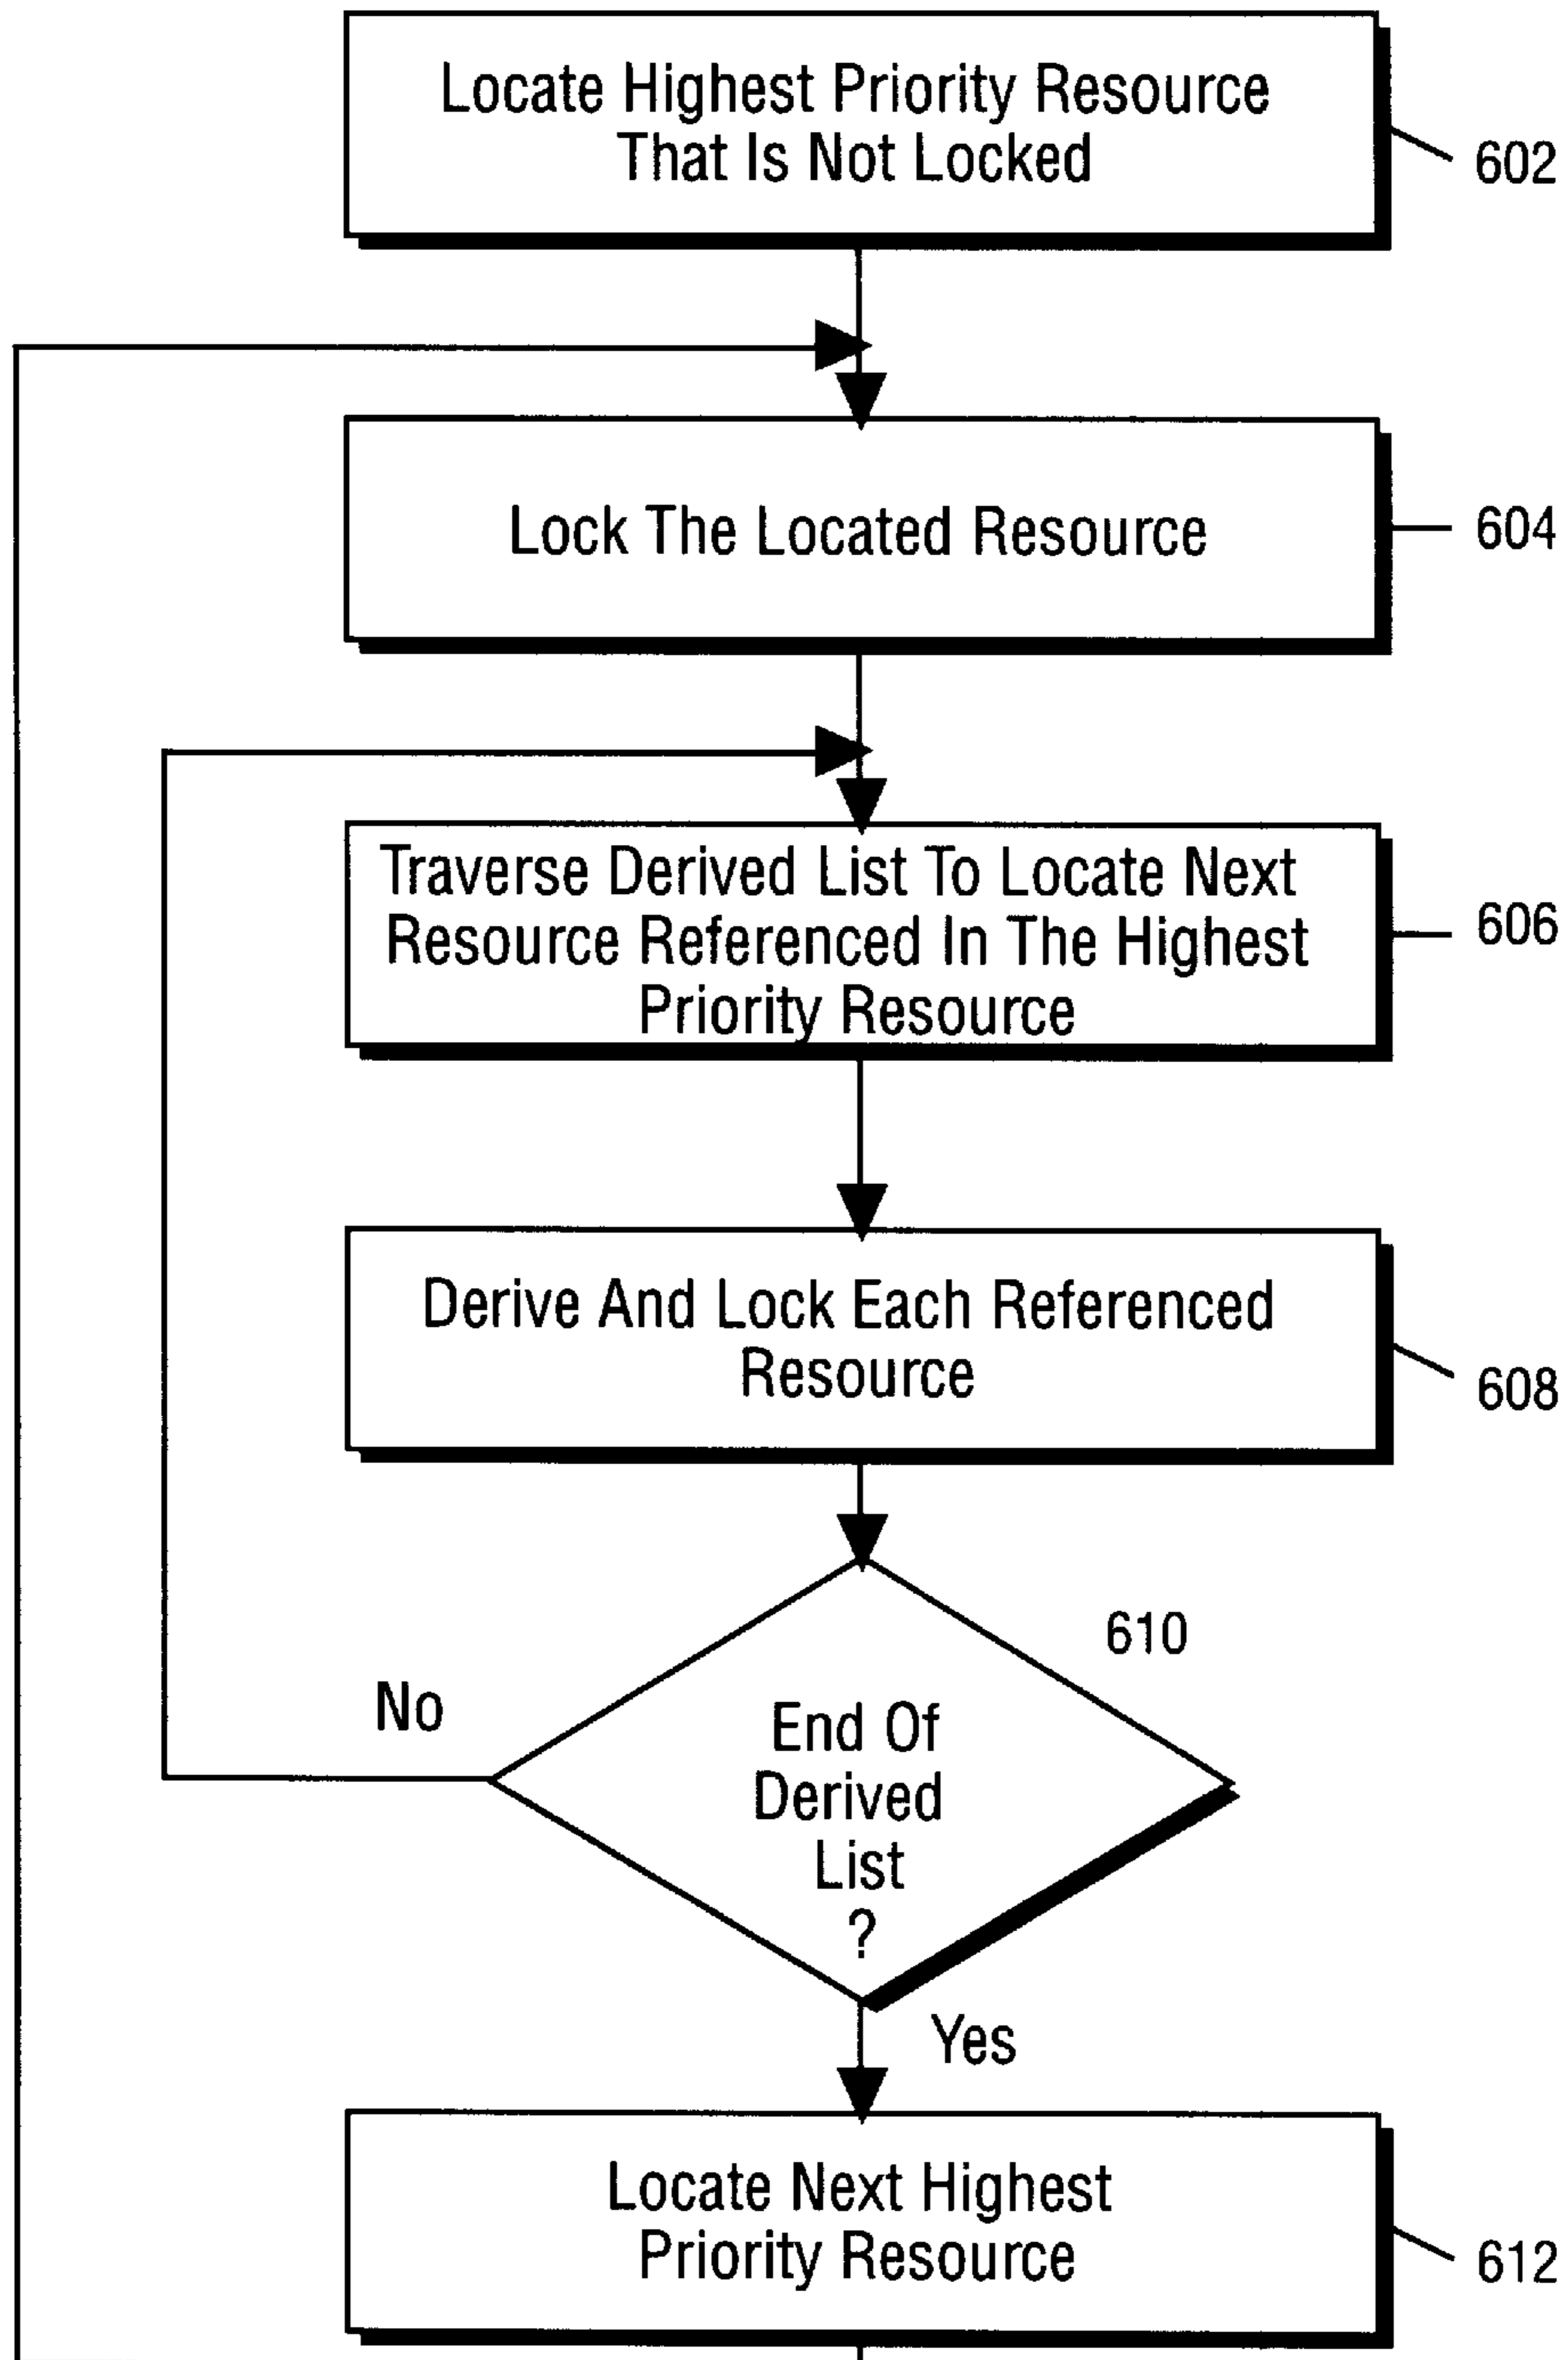 Locate Highest Priority Resource
That Is Not Locked
602
Lock The Located Resource
604
Traverse Derived List To Locate Next
Resource Referenced In The Highest
Priority Resource
606
Derive And Lock Each Referenced
Resource
608
610
No
End Of
Derived
List
?
Yes
Locate Next Highest
Priority Resource
612